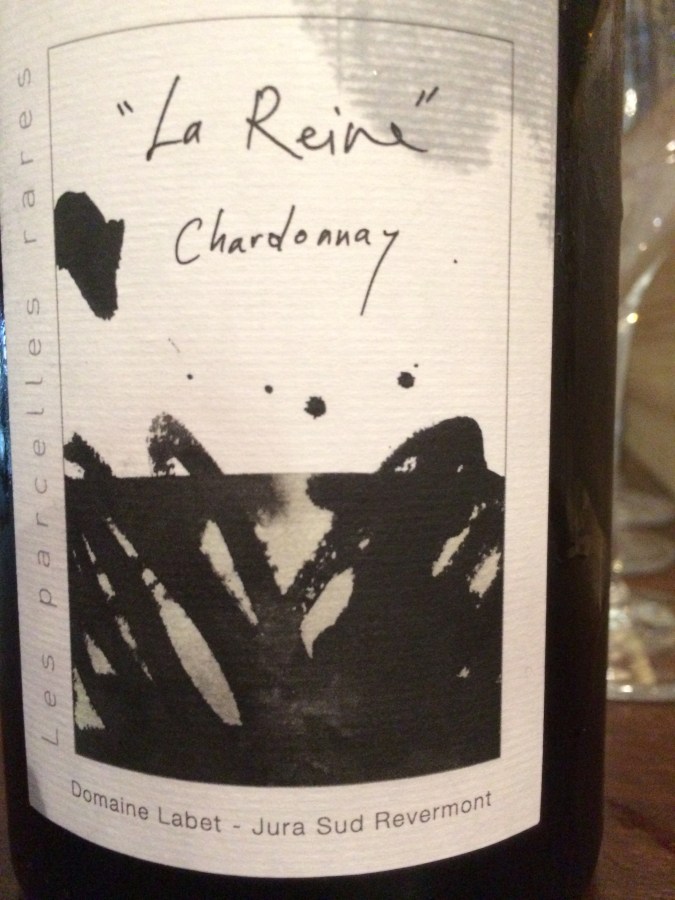 "La Reine"
Chardonnay
Les parcelles rares
Domaine Labet - Jura Sud Revermont